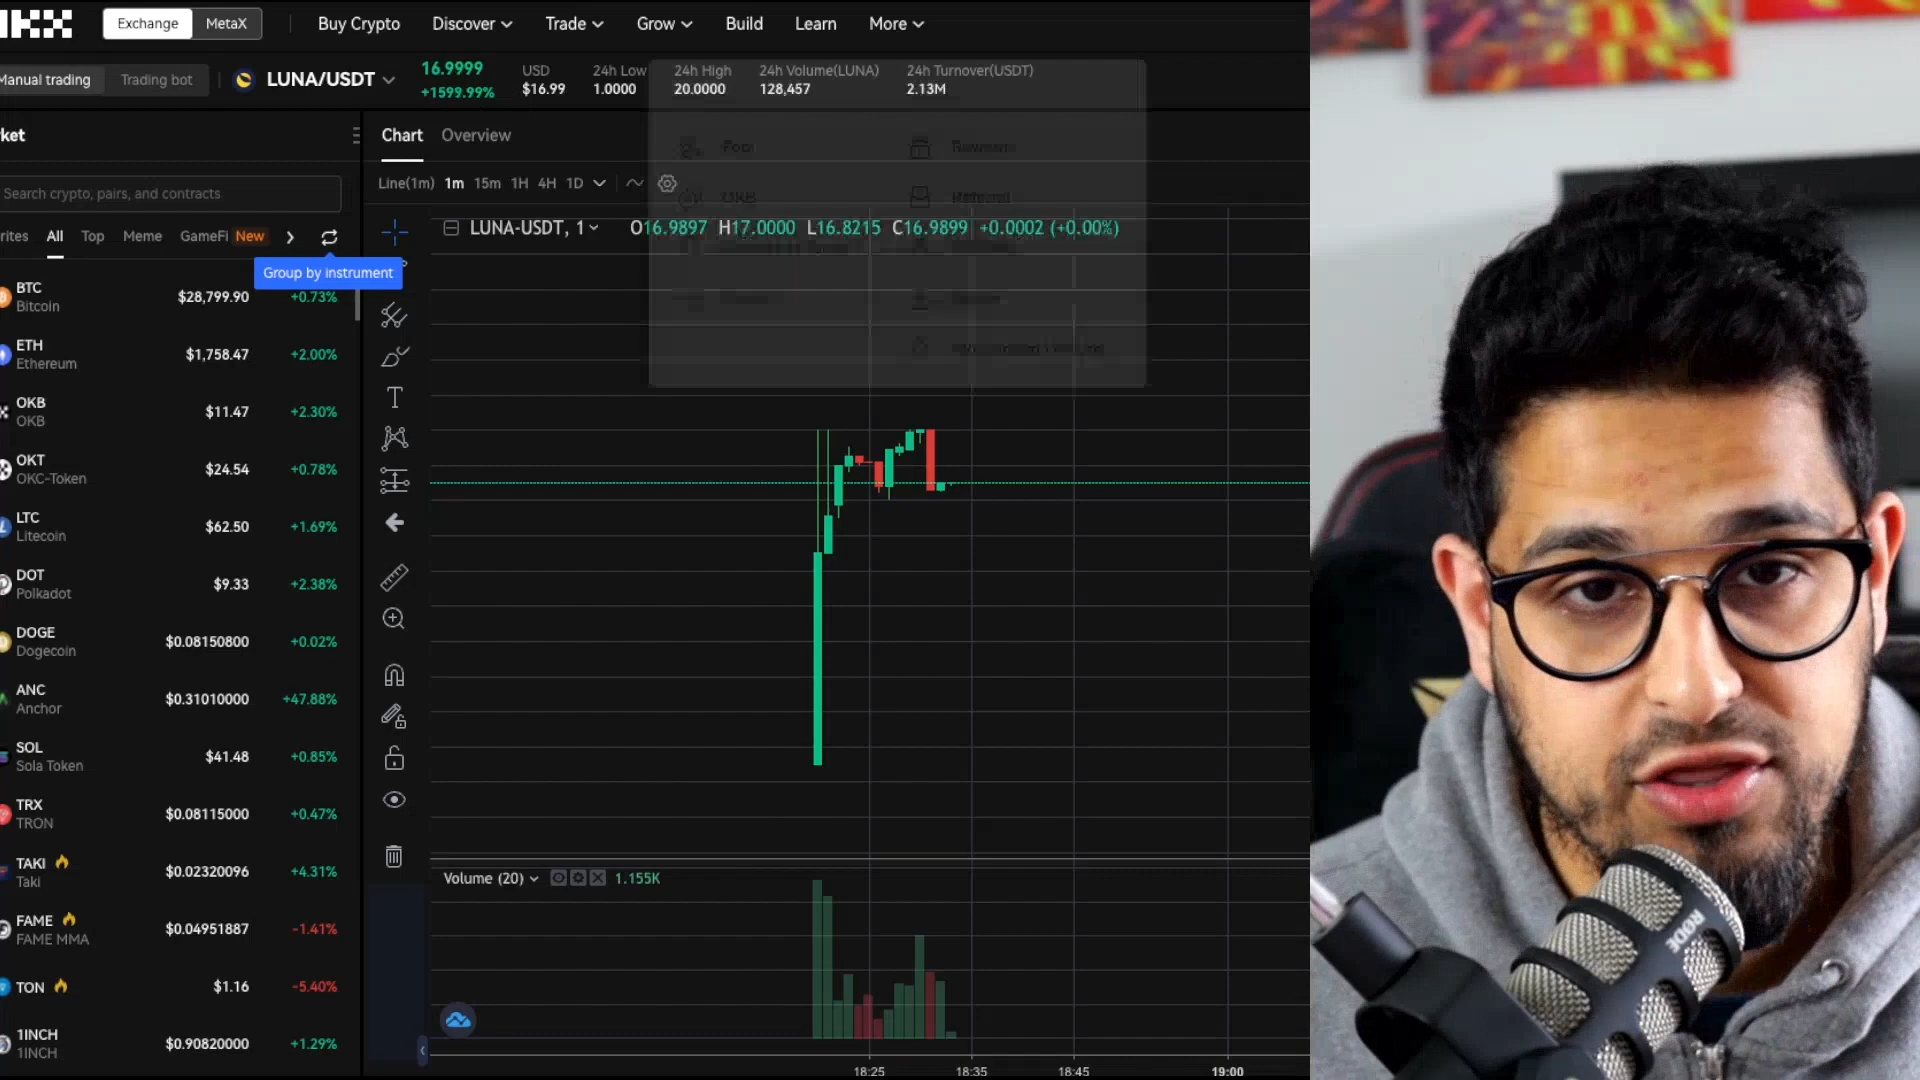 Exchange MetaX Buy Crypto Discover Trade Grow Build Learn More
Manual trading Trading bot LUNA/USDT
16.9999
+1599.99%
USD
$16.99
24h Low
1.0000
24h High
20.0000
24h Volume(LUNA)
128,457
24h Turnover(USDT)
2.13M
ket
Chart Overview
Search crypto, pairs, and contracts
Line(1m) 1m 15m 1H 4H 1D
OKB
LUNA-USDT, 1 O16.9897 H17.0000 L16.8215 C16.9899 +0.0002 (+0.00%)
rites All Top Meme GameFi New
Group by instrument
BTC $28,799.90 +0.73%
Bitcoin
ETH $1,758.47 +2.00%
Ethereum
OKB $11.47 +2.30%
OKB
OKT $24.54 +0.78%
OKC-Token
LTC $62.50 +1.69%
Litecoin
DOT $9.33 +2.38%
Polkadot
DOGE $0.08150800 +0.02%
Dogecoin
ANC $0.31010000 +47.88%
Anchor
SOL $41.48 +0.85%
Sola Token
TRX $0.08115000 +0.47%
TRON
TAKI $0.02320096 +4.31%
Taki
FAME $0.04951887 -1.41%
FAME MMA
TON $1.16 -5.40%
1INCH $0.90820000 +1.29%
1INCH
Volume (20) 1.155K
18:25 18:35 18:45 19:00
RØDE